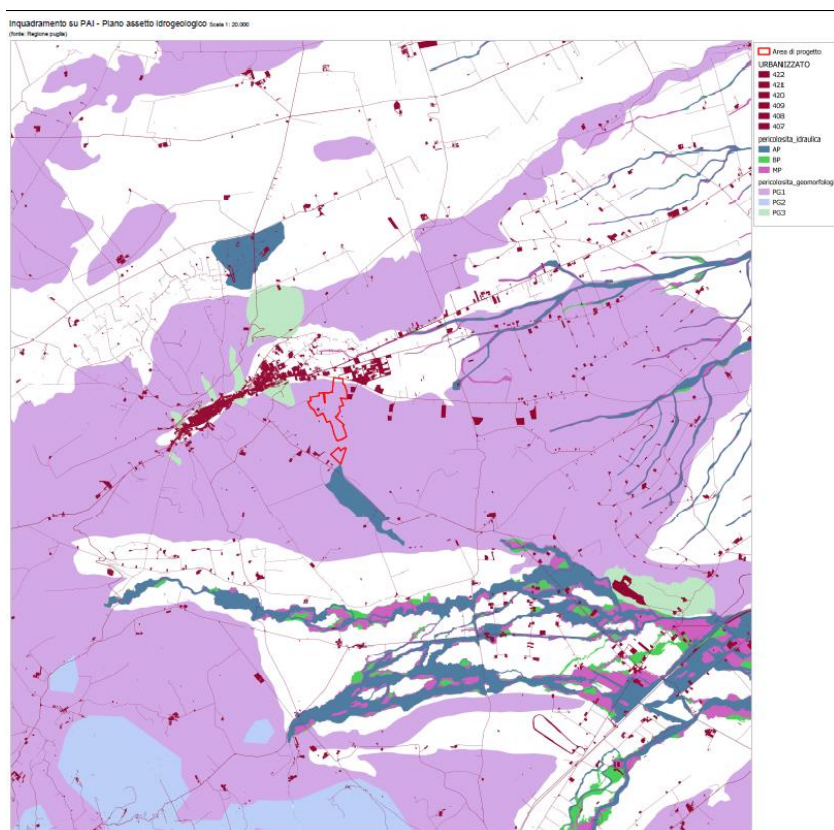 Inquadramento su PAI - Piano assetto idrogeologico Scala 1: 20.000
(fonte: Regione puglia)
Area di progetto
URBANIZZATO
422
421
420
409
408
407
pericolosita_idraulica
AP
BP
MP
pericolosita_geomorfolog
PG1
PG2
PG3